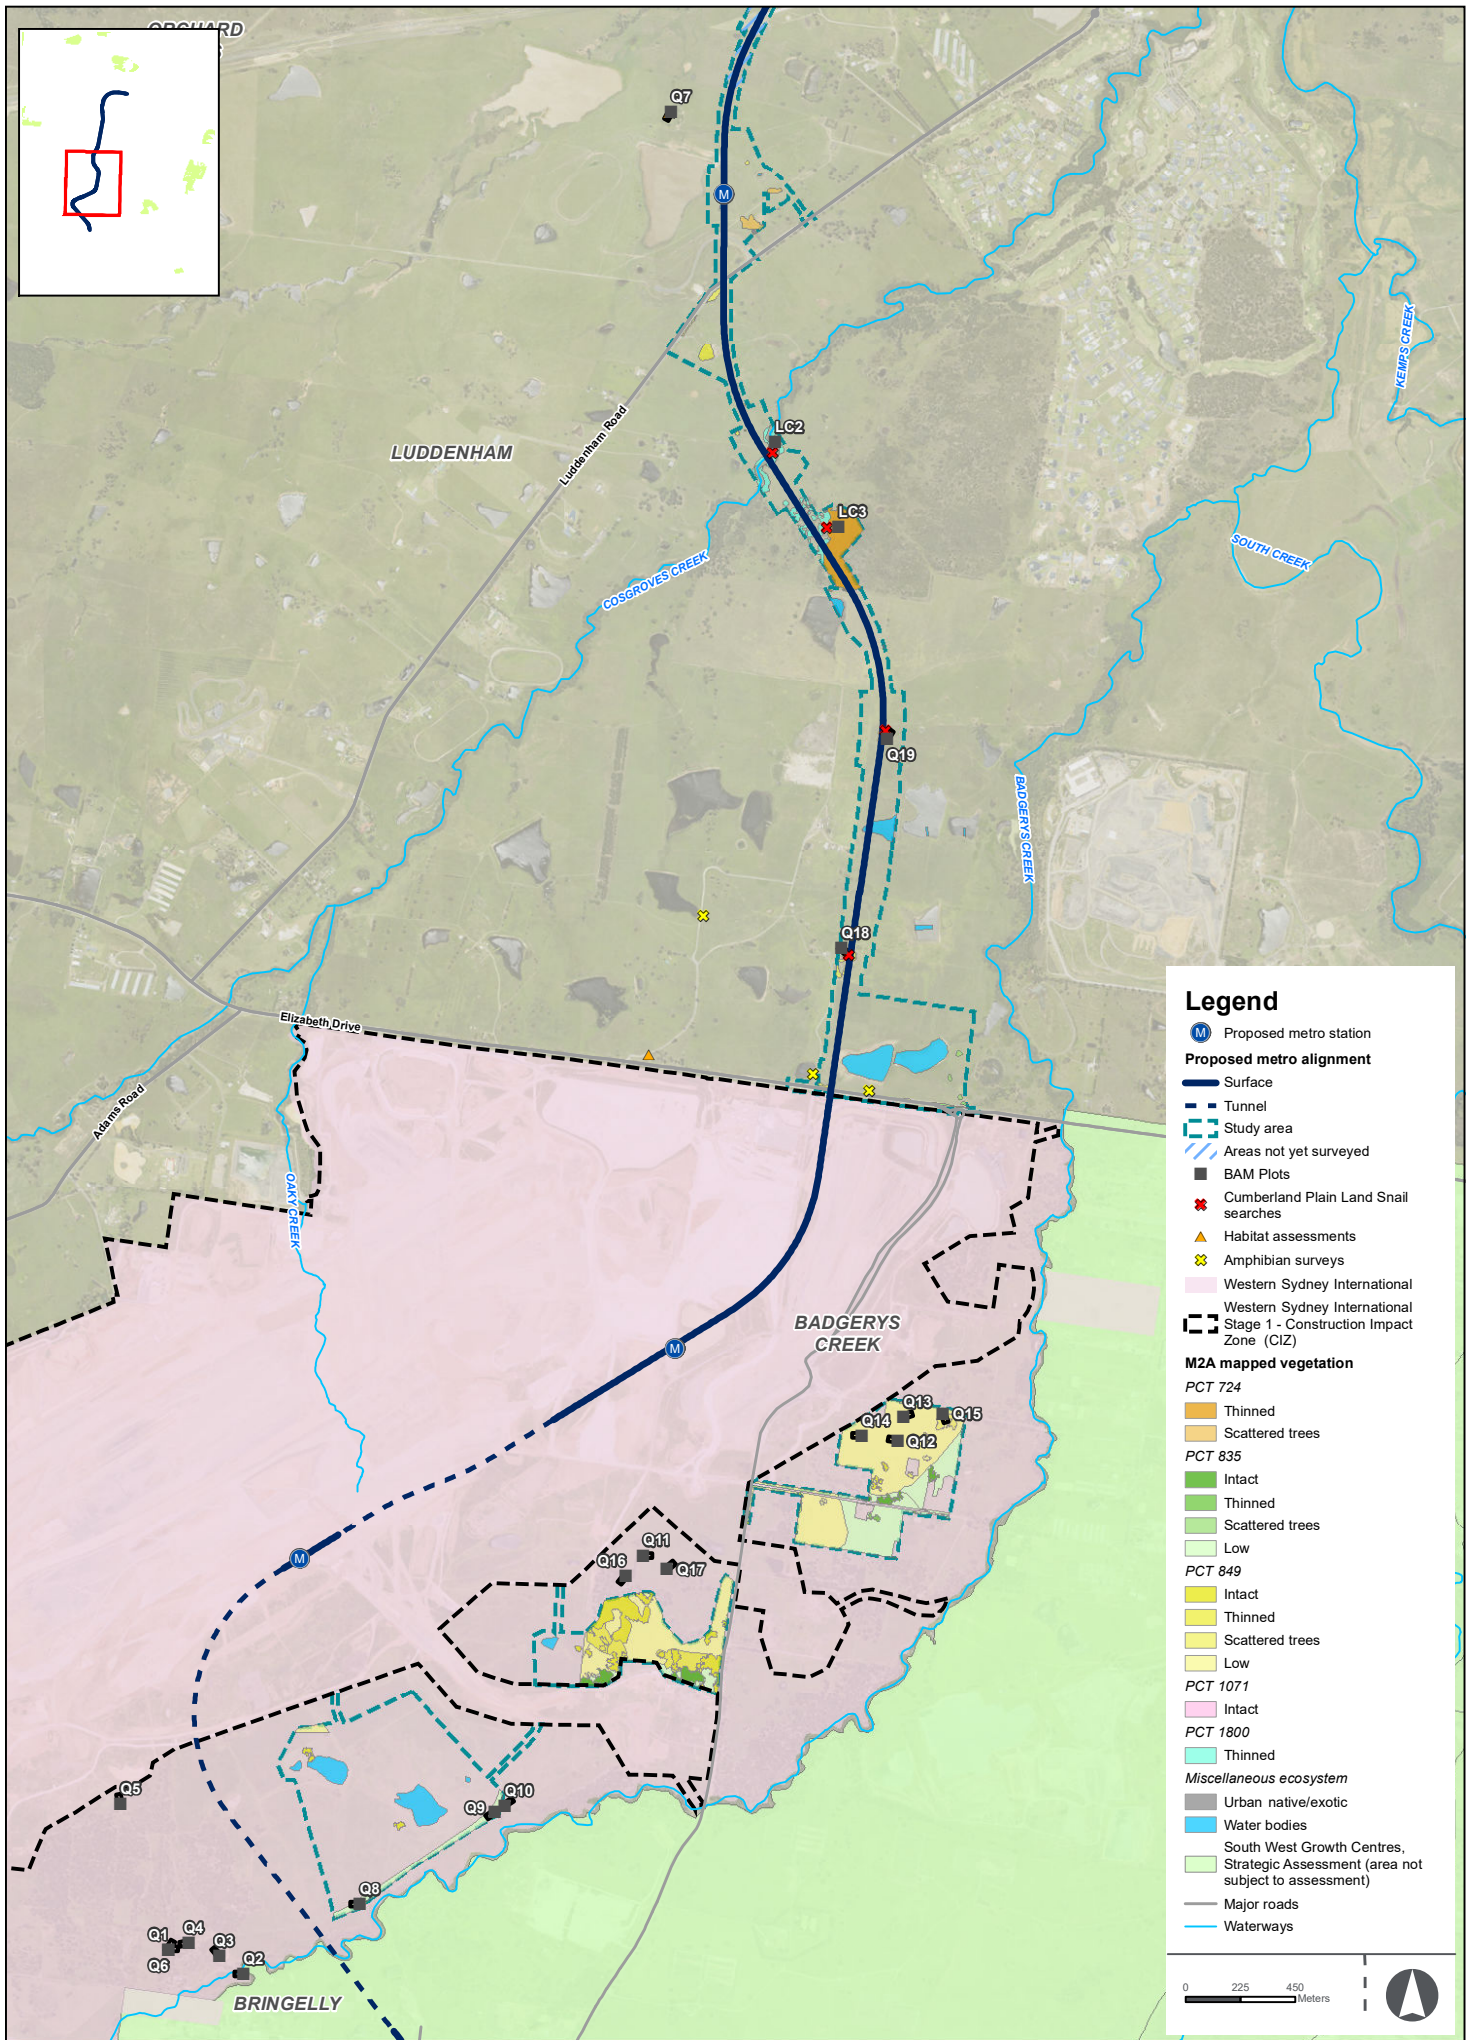 ORCHARD
Q7
M
LC2
LUDDENHAM
Luddenham Road
KEMPS CREEK
LC3
SOUTH CREEK
COSGROVES CREEK
Q19
BADGERYS CREEK
Q18
Elizabeth Drive
Adams Road
OAKY CREEK
BADGERYS
CREEK
M
Q13
Q15
Q14
Q12
Q11
Q16
Q17
M
Q5
Q10
Q9
Q8
Q1
Q4
Q3
Q6
Q2
BRINGELLY
Legend
M Proposed metro station
Proposed metro alignment
Surface
Tunnel
Study area
Areas not yet surveyed
BAM Plots
Cumberland Plain Land Snail
searches
Habitat assessments
Amphibian surveys
Western Sydney International
Western Sydney International
Stage 1 - Construction Impact
Zone (CIZ)
M2A mapped vegetation
PCT 724
Thinned
Scattered trees
PCT 835
Intact
Thinned
Scattered trees
Low
PCT 849
Intact
Thinned
Scattered trees
Low
PCT 1071
Intact
PCT 1800
Thinned
Miscellaneous ecosystem
Urban native/exotic
Water bodies
South West Growth Centres,
Strategic Assessment (area not
subject to assessment)
Major roads
Waterways
0 225 450
Meters